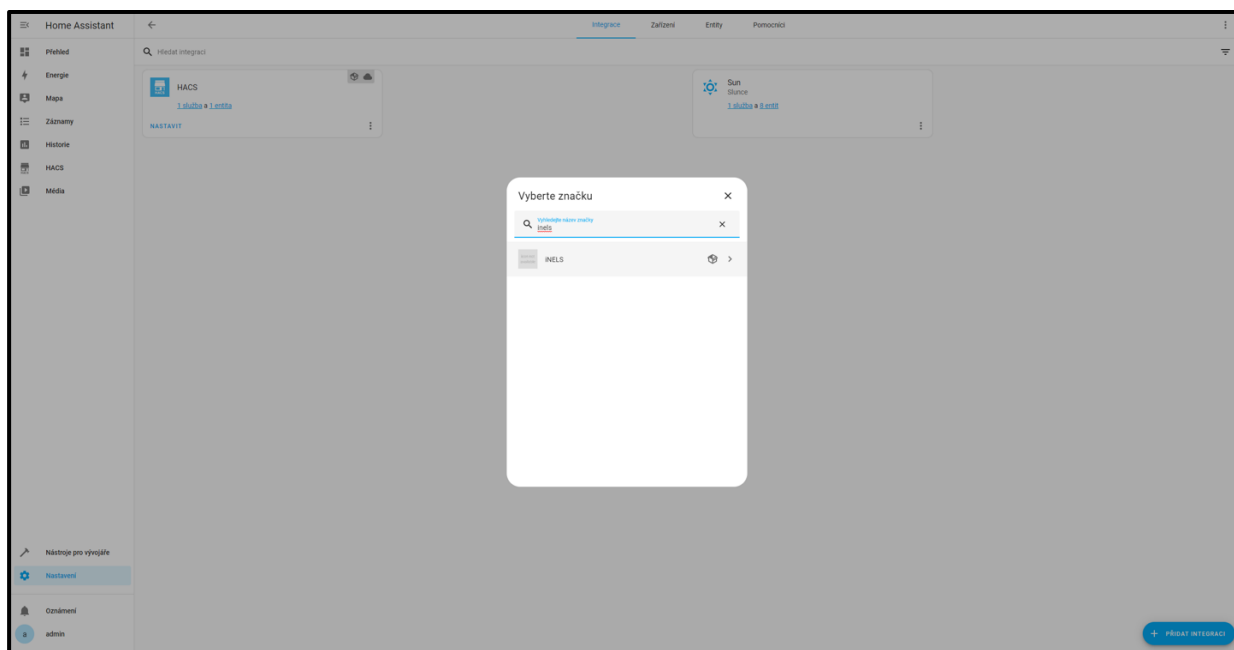 Home Assistant
Integrace
Zařízení
Entity
Pomocníci
Přehled
Energie
Mapa
Záznamy
Historie
HACS
Média
Hledat integraci
HACS
1 služba a 1 entita
NASTAVIT
Sun
Slunce
1 služba a 8 entit
Vyberte značku
Vyhledejte název značky
inels
iNELS
Nástroje pro vývojáře
Nastavení
Oznámení
a admin
PŘIDAT INTEGRACI